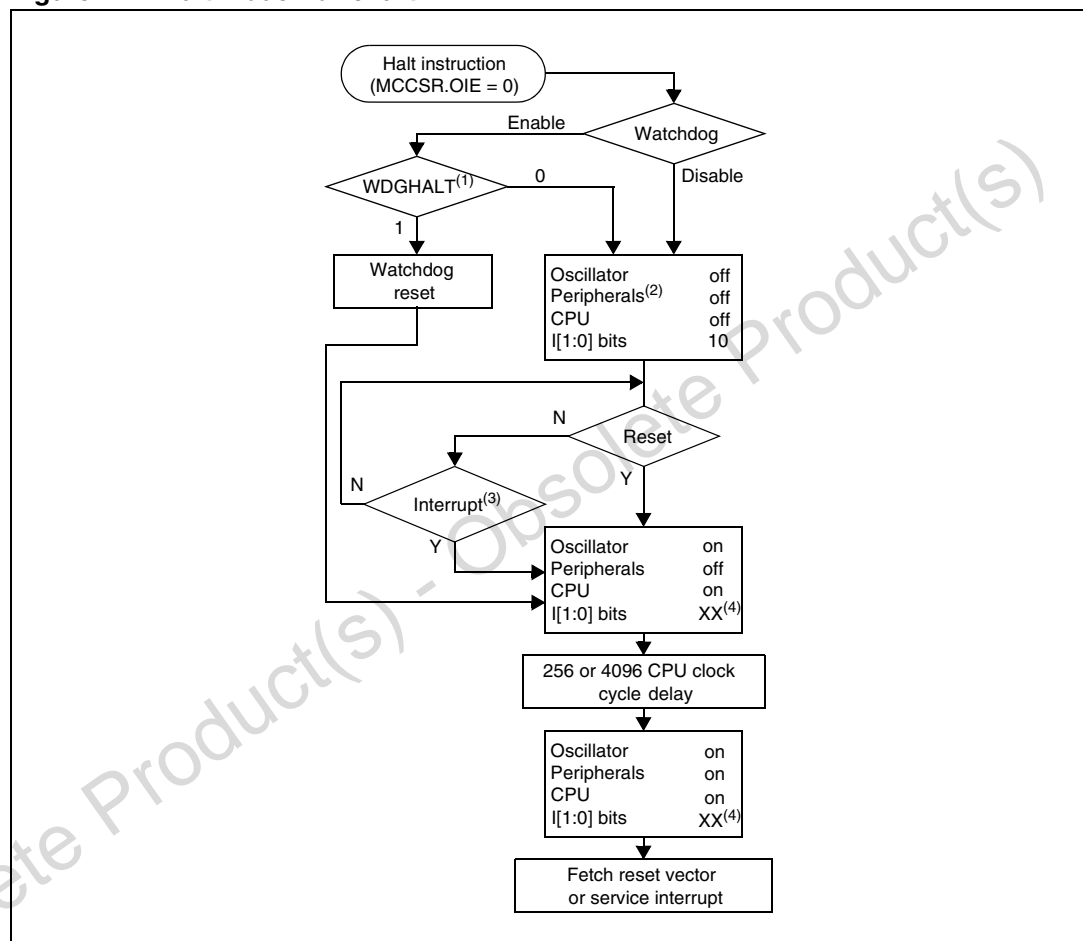 Halt instruction
(MCCSR.OIE = 0)
Enable
Watchdog
WDGHALT(1)
0
Disable
1
Watchdog
reset
Oscillator off
Peripherals(2) off
CPU off
I[1:0] bits 10
N
Reset
N
Interrupt(3)
Y
Y
Oscillator on
Peripherals off
CPU on
I[1:0] bits XX(4)
256 or 4096 CPU clock
cycle delay
Oscillator on
Peripherals on
CPU on
I[1:0] bits XX(4)
Fetch reset vector
or service interrupt
ete Product(s) - Obsolete Product(s)